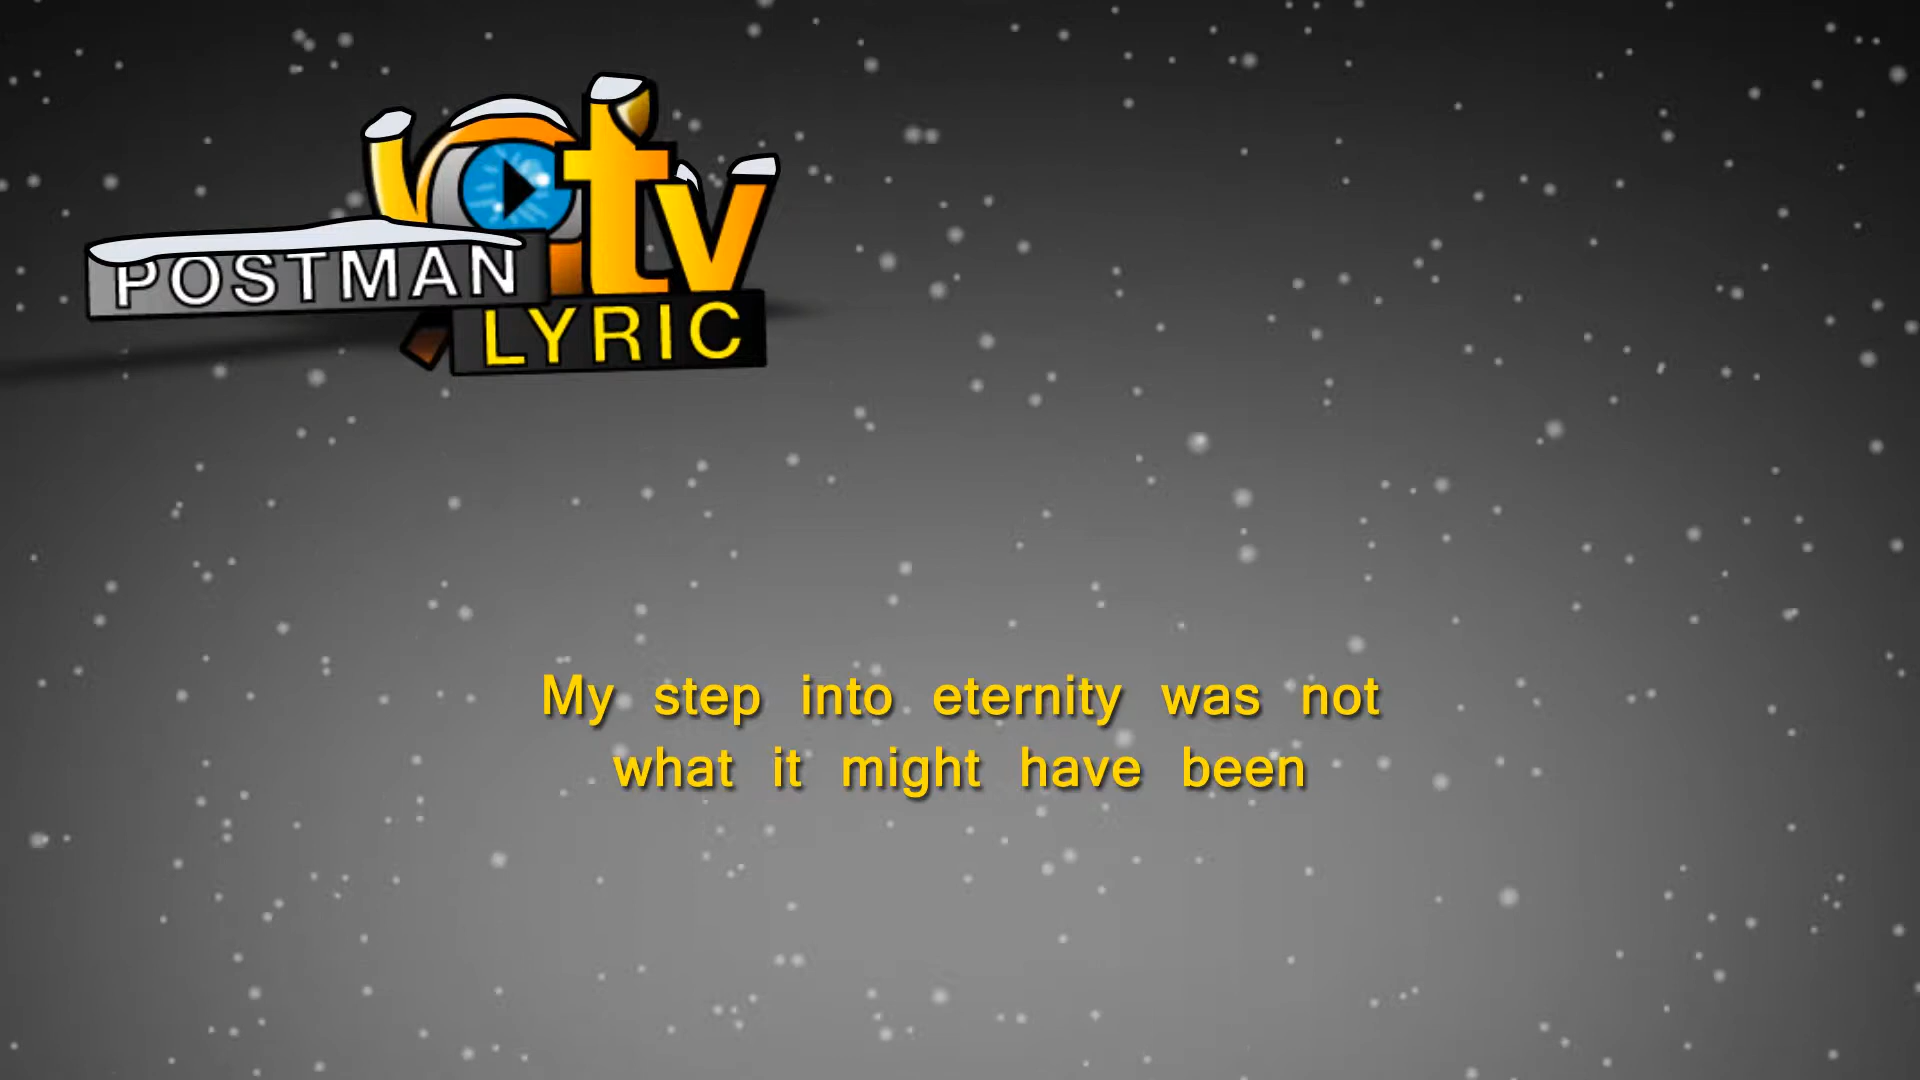 tv
POSTMAN
LYRIC
My step into eternity was not
what it might have been